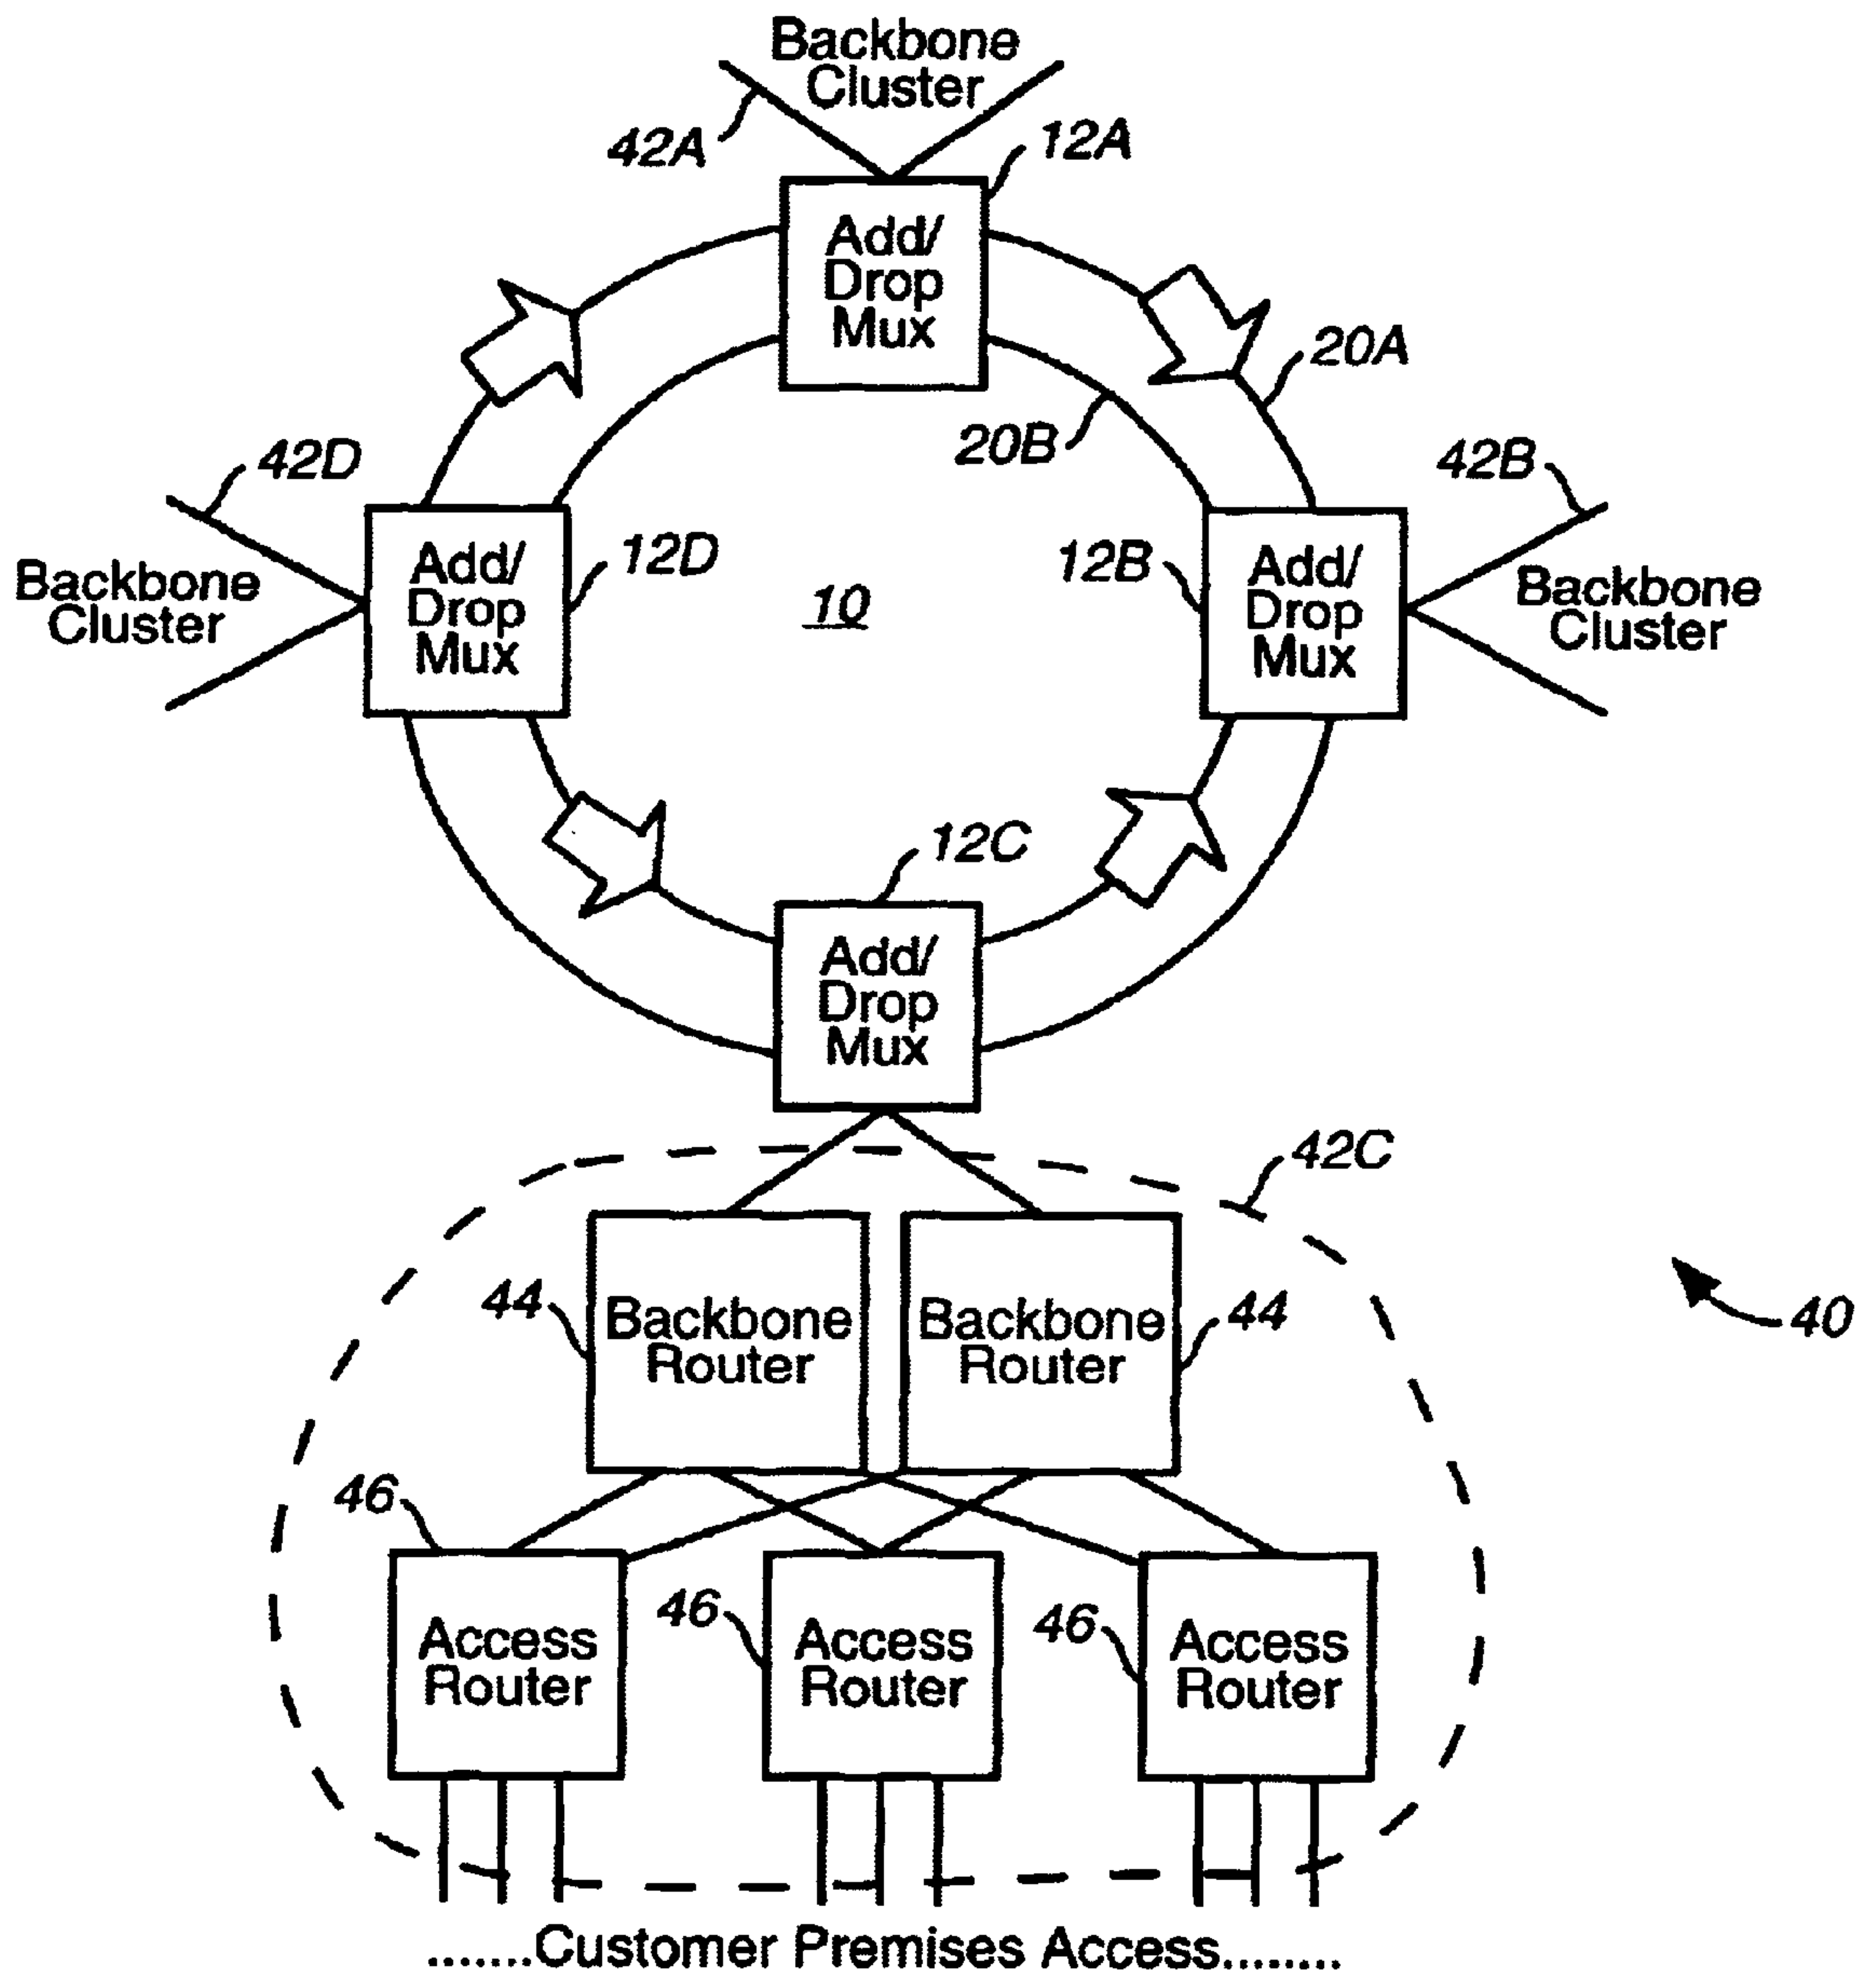 Backbone
Cluster
42A
12A
Add/
Drop
Mux
20A
20B
42D
42B
Backbone
Cluster
Add/
Drop
Mux
12D
10
12B
Add/
Drop
Mux
Backbone
Cluster
12C
Add/
Drop
Mux
42C
44
Backbone
Router
Backbone
Router
44
40
46
Access
Router
46
Access
Router
46
Access
Router
.......Customer Premises Access........